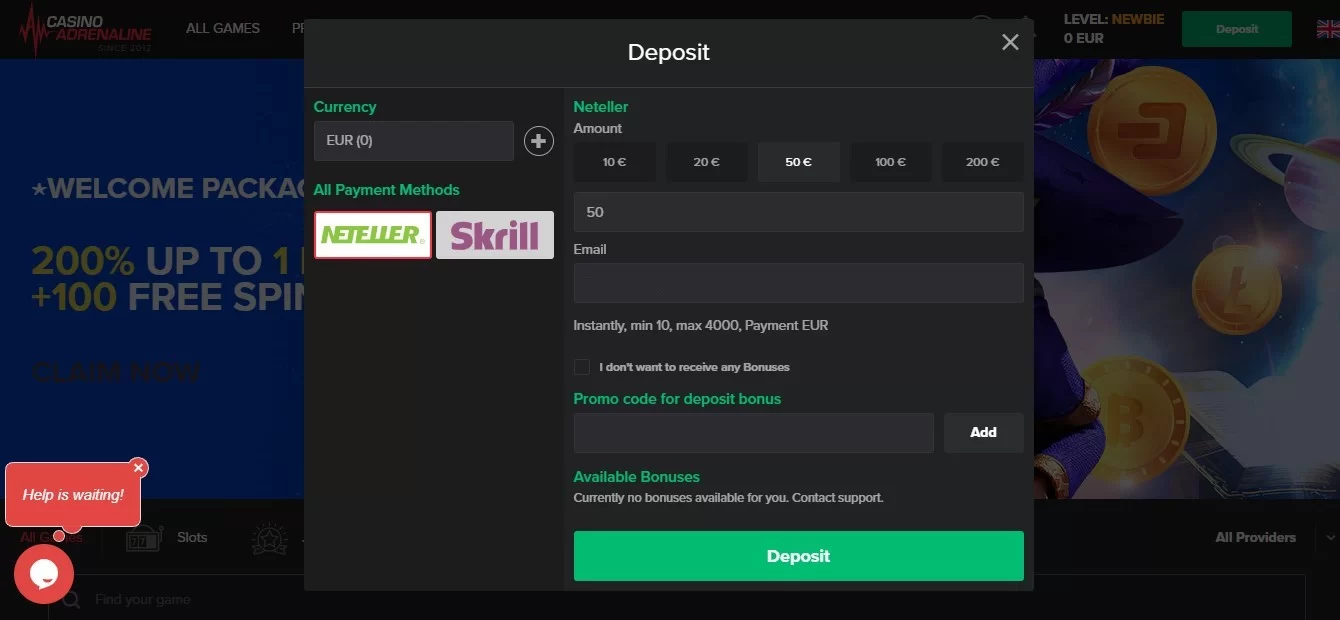 CASINO
ADRENALINE
SINCE 2012
ALL GAMES
LEVEL: NEWBIE
0 EUR
Deposit
Deposit
Currency
EUR (0)
All Payment Methods
NETELLER
Skrill
Neteller
Amount
10 € 20 € 50 € 100 € 200 €
50
Email
Instantly, min 10, max 4000, Payment EUR
I don't want to receive any Bonuses
Promo code for deposit bonus
Add
Available Bonuses
Currently no bonuses available for you. Contact support.
Deposit
★WELCOME
200% UP TO 1
+100 FREE
CLAIM NOW
Help is waiting!
All Games
Slots
All Providers
Find your game